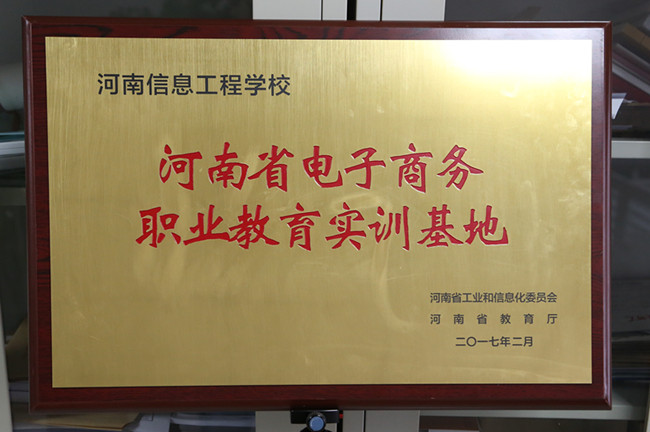 河南信息工程学校
河南省电子商务
职业教育实训基地
河南省工业和信息化委员会
河南省教育厅
二〇一七年二月